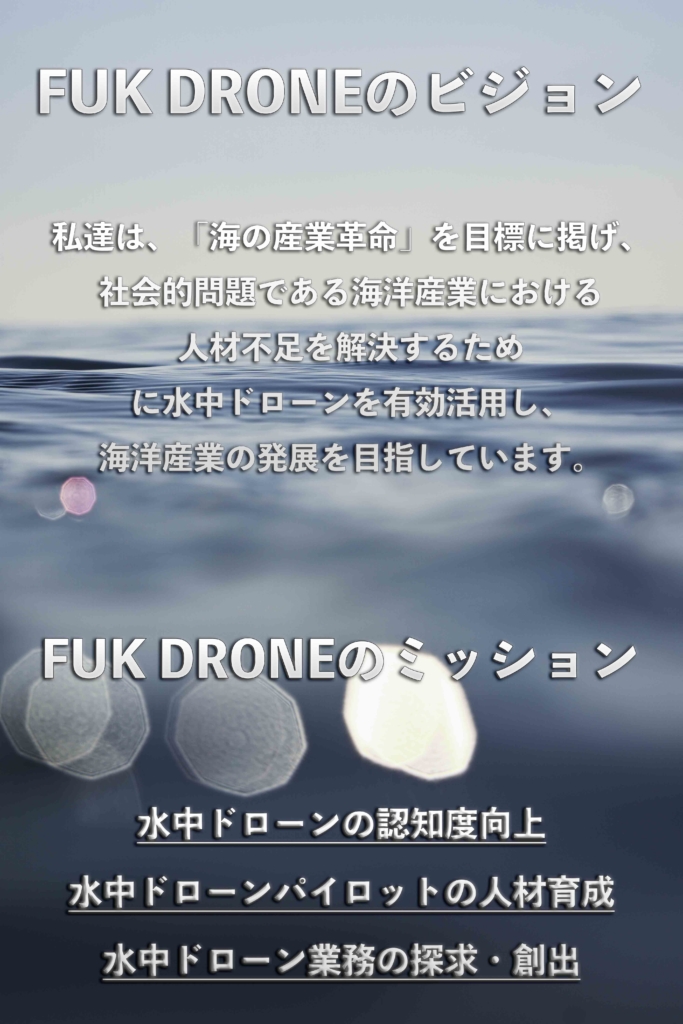 FUK DRONEのビジョン
私達は、「海の産業革命」を目標に掲げ、
社会的問題である海洋産業における
人材不足を解決するため
に水中ドローンを有効活用し、
海洋産業の発展を目指しています。
FUK DRONEのミッション
水中ドローンの認知度向上
水中ドローンパイロットの人材育成
水中ドローン業務の探求・創出